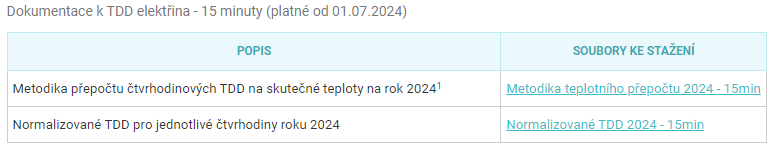 Dokumentace k TDD elektřina - 15 minuty (platné od 01.07.2024)
POPIS SOUBORY KE STAŽENÍ
Metodika přepočtu čtvrhodinových TDD na skutečné teploty na rok 2024¹ Metodika teplotního přepočtu 2024 - 15min
Normalizované TDD pro jednotlivé čtvrhodiny roku 2024 Normalizované TDD 2024 - 15min